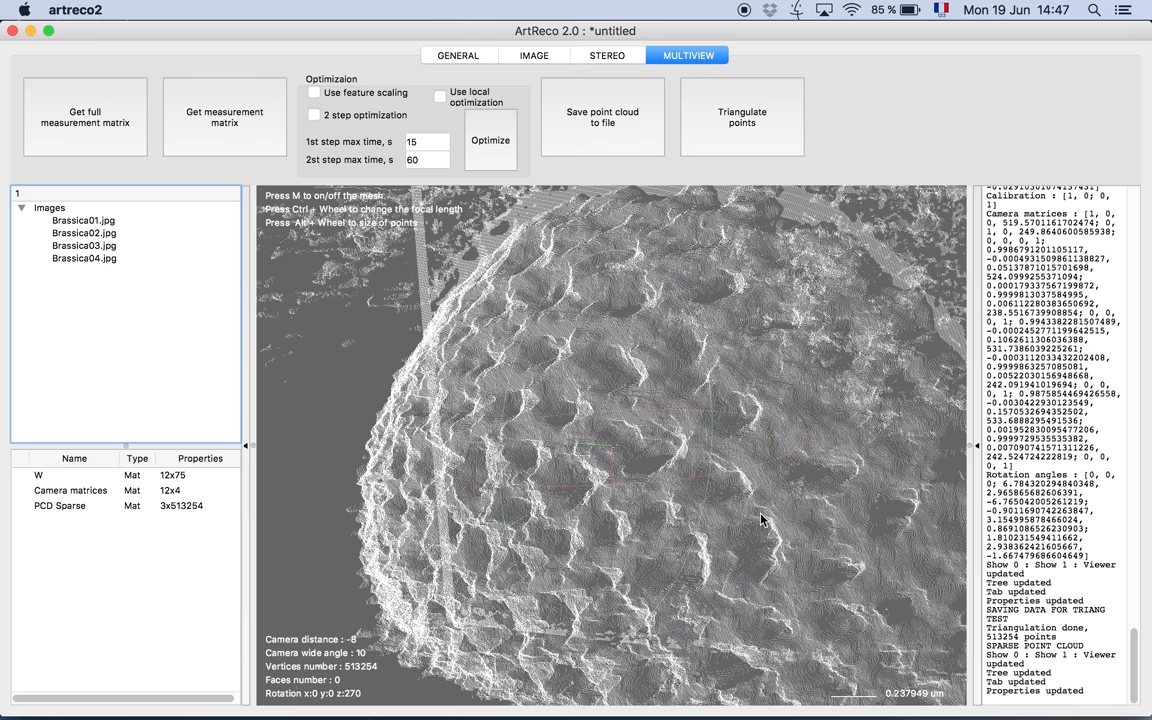 artreco2
85 %
123
Mon 19 Jun 14:47
ArtReco 2.0 : *untitled
GENERAL
IMAGE
STEREO
MULTIVIEW
Get full
measurement matrix
Get measurement
matrix
Optimizaion
Use feature scaling
Use local
optimization
2 step optimization
1st step max time, s
15
2st step max time, s
60
Optimize
Save point cloud
to file
Triangulate
points
1
Images
Brassica01.jpg
Brassica02.jpg
Brassica03.jpg
Brassica04.jpg
Name
Type
Properties
W
Mat
12x75
Camera matrices
Mat
12x4
PCD Sparse
Mat
3x513254
Press M to on/off the mesh
Press Ctrl + Wheel to change the focal length
Press Alt + Wheel to size of points
Camera distance : -8
Camera wide angle : 10
Vertices number : 513254
Faces number : 0
Rotation x:0 y:0 z:270
0.237949 um
Calibration : [1, 0; 0,
1]
Camera matrices : [1, 0,
0, 519.5701161702474; 0,
1, 0, 249.8640600585938;
0, 0, 0, 1;
0.9986791201105117,
-0.0004931509861138827,
0.05137871015701698,
524.0999255371094;
0.000179337567199872,
0.9999813037584995,
0.006112280383650692,
238.5516739908854; 0, 0,
0, 1; 0.9943382281507489,
-0.0002452771199642515,
0.1062611306036388,
531.7386039225261;
-0.0003112033432202408,
0.9999863257085081,
0.00522030156948668,
242.091941019694; 0, 0,
0, 1; 0.9875854469426558,
-0.0030422930123549,
0.1570532694352502,
533.6688295491536;
0.001952830095477206,
0.9999729535535382,
0.007090741571311226,
242.524724222819; 0, 0,
0, 1]
Rotation angles : [0, 0,
0; 6.784320294840348,
2.965865682606391,
-6.765042005261219;
-0.9011690742263847,
3.154995878466024,
0.8691086526230903;
1.810231549411662,
2.938362421605667,
-1.667479686604649]
Show 0 : Show 1 : Viewer
updated
Tree updated
Tab updated
Properties updated
SAVING DATA FOR TRIANG
TEST
Triangulation done,
513254 points
SPARSE POINT CLOUD
Show 0 : Show 1 : Viewer
updated
Tree updated
Tab updated
Properties updated